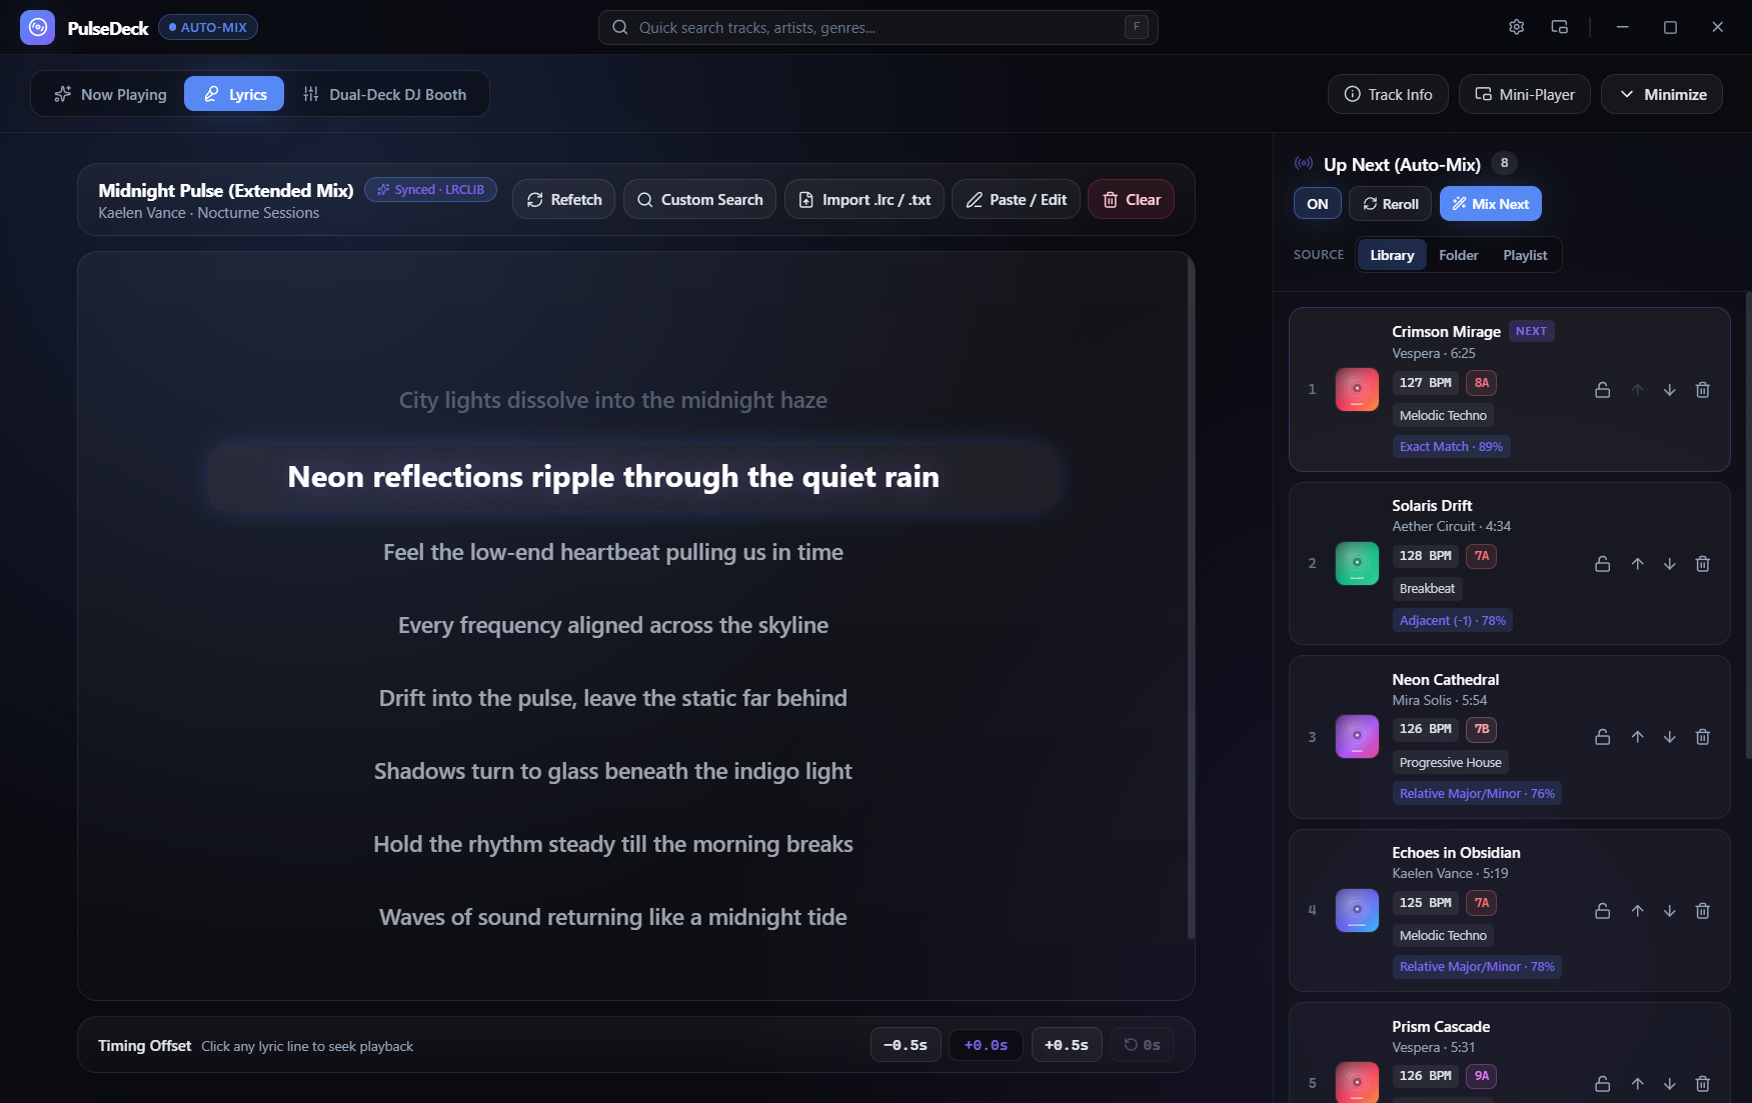 PulseDeck
AUTO-MIX
Quick search tracks, artists, genres...
F
Now Playing
Lyrics
Dual-Deck DJ Booth
Track Info
Mini-Player
Minimize
Midnight Pulse (Extended Mix)
Synced · LRCLIB
Kaelen Vance · Nocturne Sessions
Refetch
Custom Search
Import .lrc / .txt
Paste / Edit
Clear
City lights dissolve into the midnight haze
Neon reflections ripple through the quiet rain
Feel the low-end heartbeat pulling us in time
Every frequency aligned across the skyline
Drift into the pulse, leave the static far behind
Shadows turn to glass beneath the indigo light
Hold the rhythm steady till the morning breaks
Waves of sound returning like a midnight tide
Timing Offset
Click any lyric line to seek playback
−0.5s
+0.0s
+0.5s
0s
Up Next (Auto-Mix)
8
ON
Reroll
Mix Next
SOURCE
Library
Folder
Playlist
1
Crimson Mirage
NEXT
Vespera · 6:25
127 BPM
8A
Melodic Techno
Exact Match · 89%
2
Solaris Drift
Aether Circuit · 4:34
128 BPM
7A
Breakbeat
Adjacent (-1) · 78%
3
Neon Cathedral
Mira Solis · 5:54
126 BPM
7B
Progressive House
Relative Major/Minor · 76%
4
Echoes in Obsidian
Kaelen Vance · 5:19
125 BPM
7A
Melodic Techno
Relative Major/Minor · 78%
5
Prism Cascade
Vespera · 5:31
126 BPM
9A